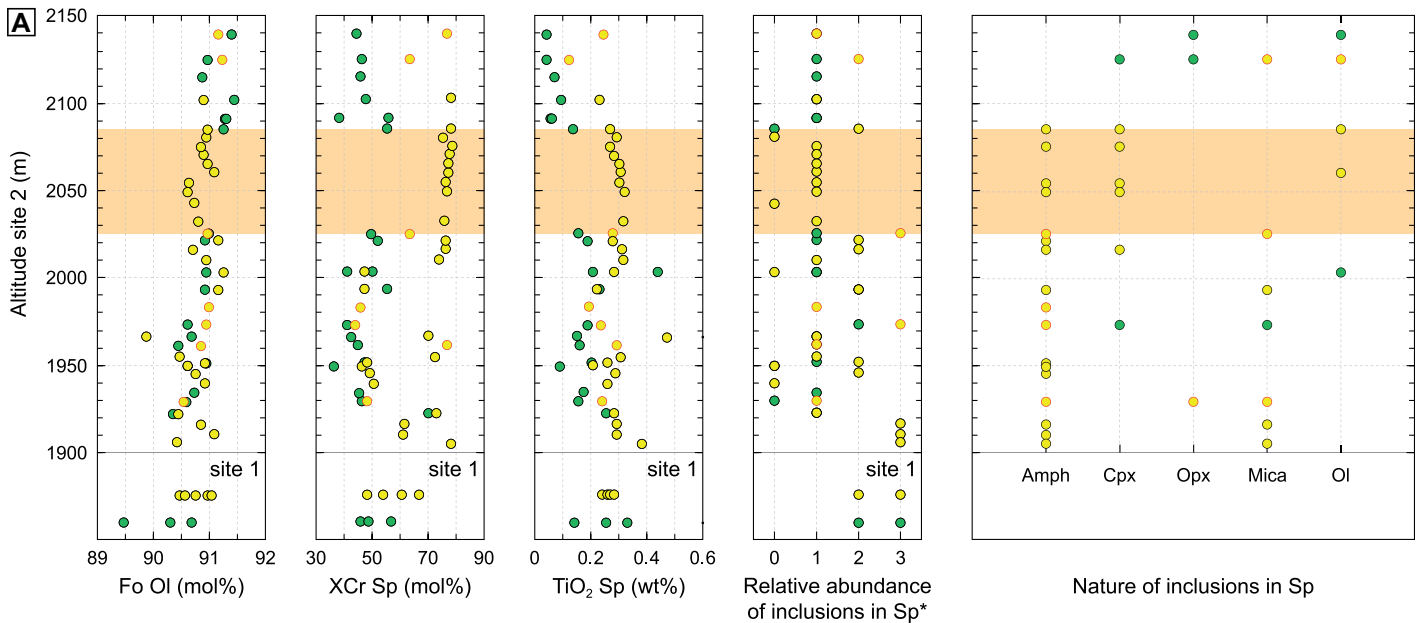 A
Altitude site 2 (m)
2150
2100
2050
2000
1950
1900
site 1
site 1
site 1
site 1
Amph Cpx Opx Mica Ol
89 90 91 92
30 50 70 90
0 0.2 0.4 0.6
0 1 2 3
Fo Ol (mol%)
XCr Sp (mol%)
TiO₂ Sp (wt%)
Relative abundance
of inclusions in Sp*
Nature of inclusions in Sp